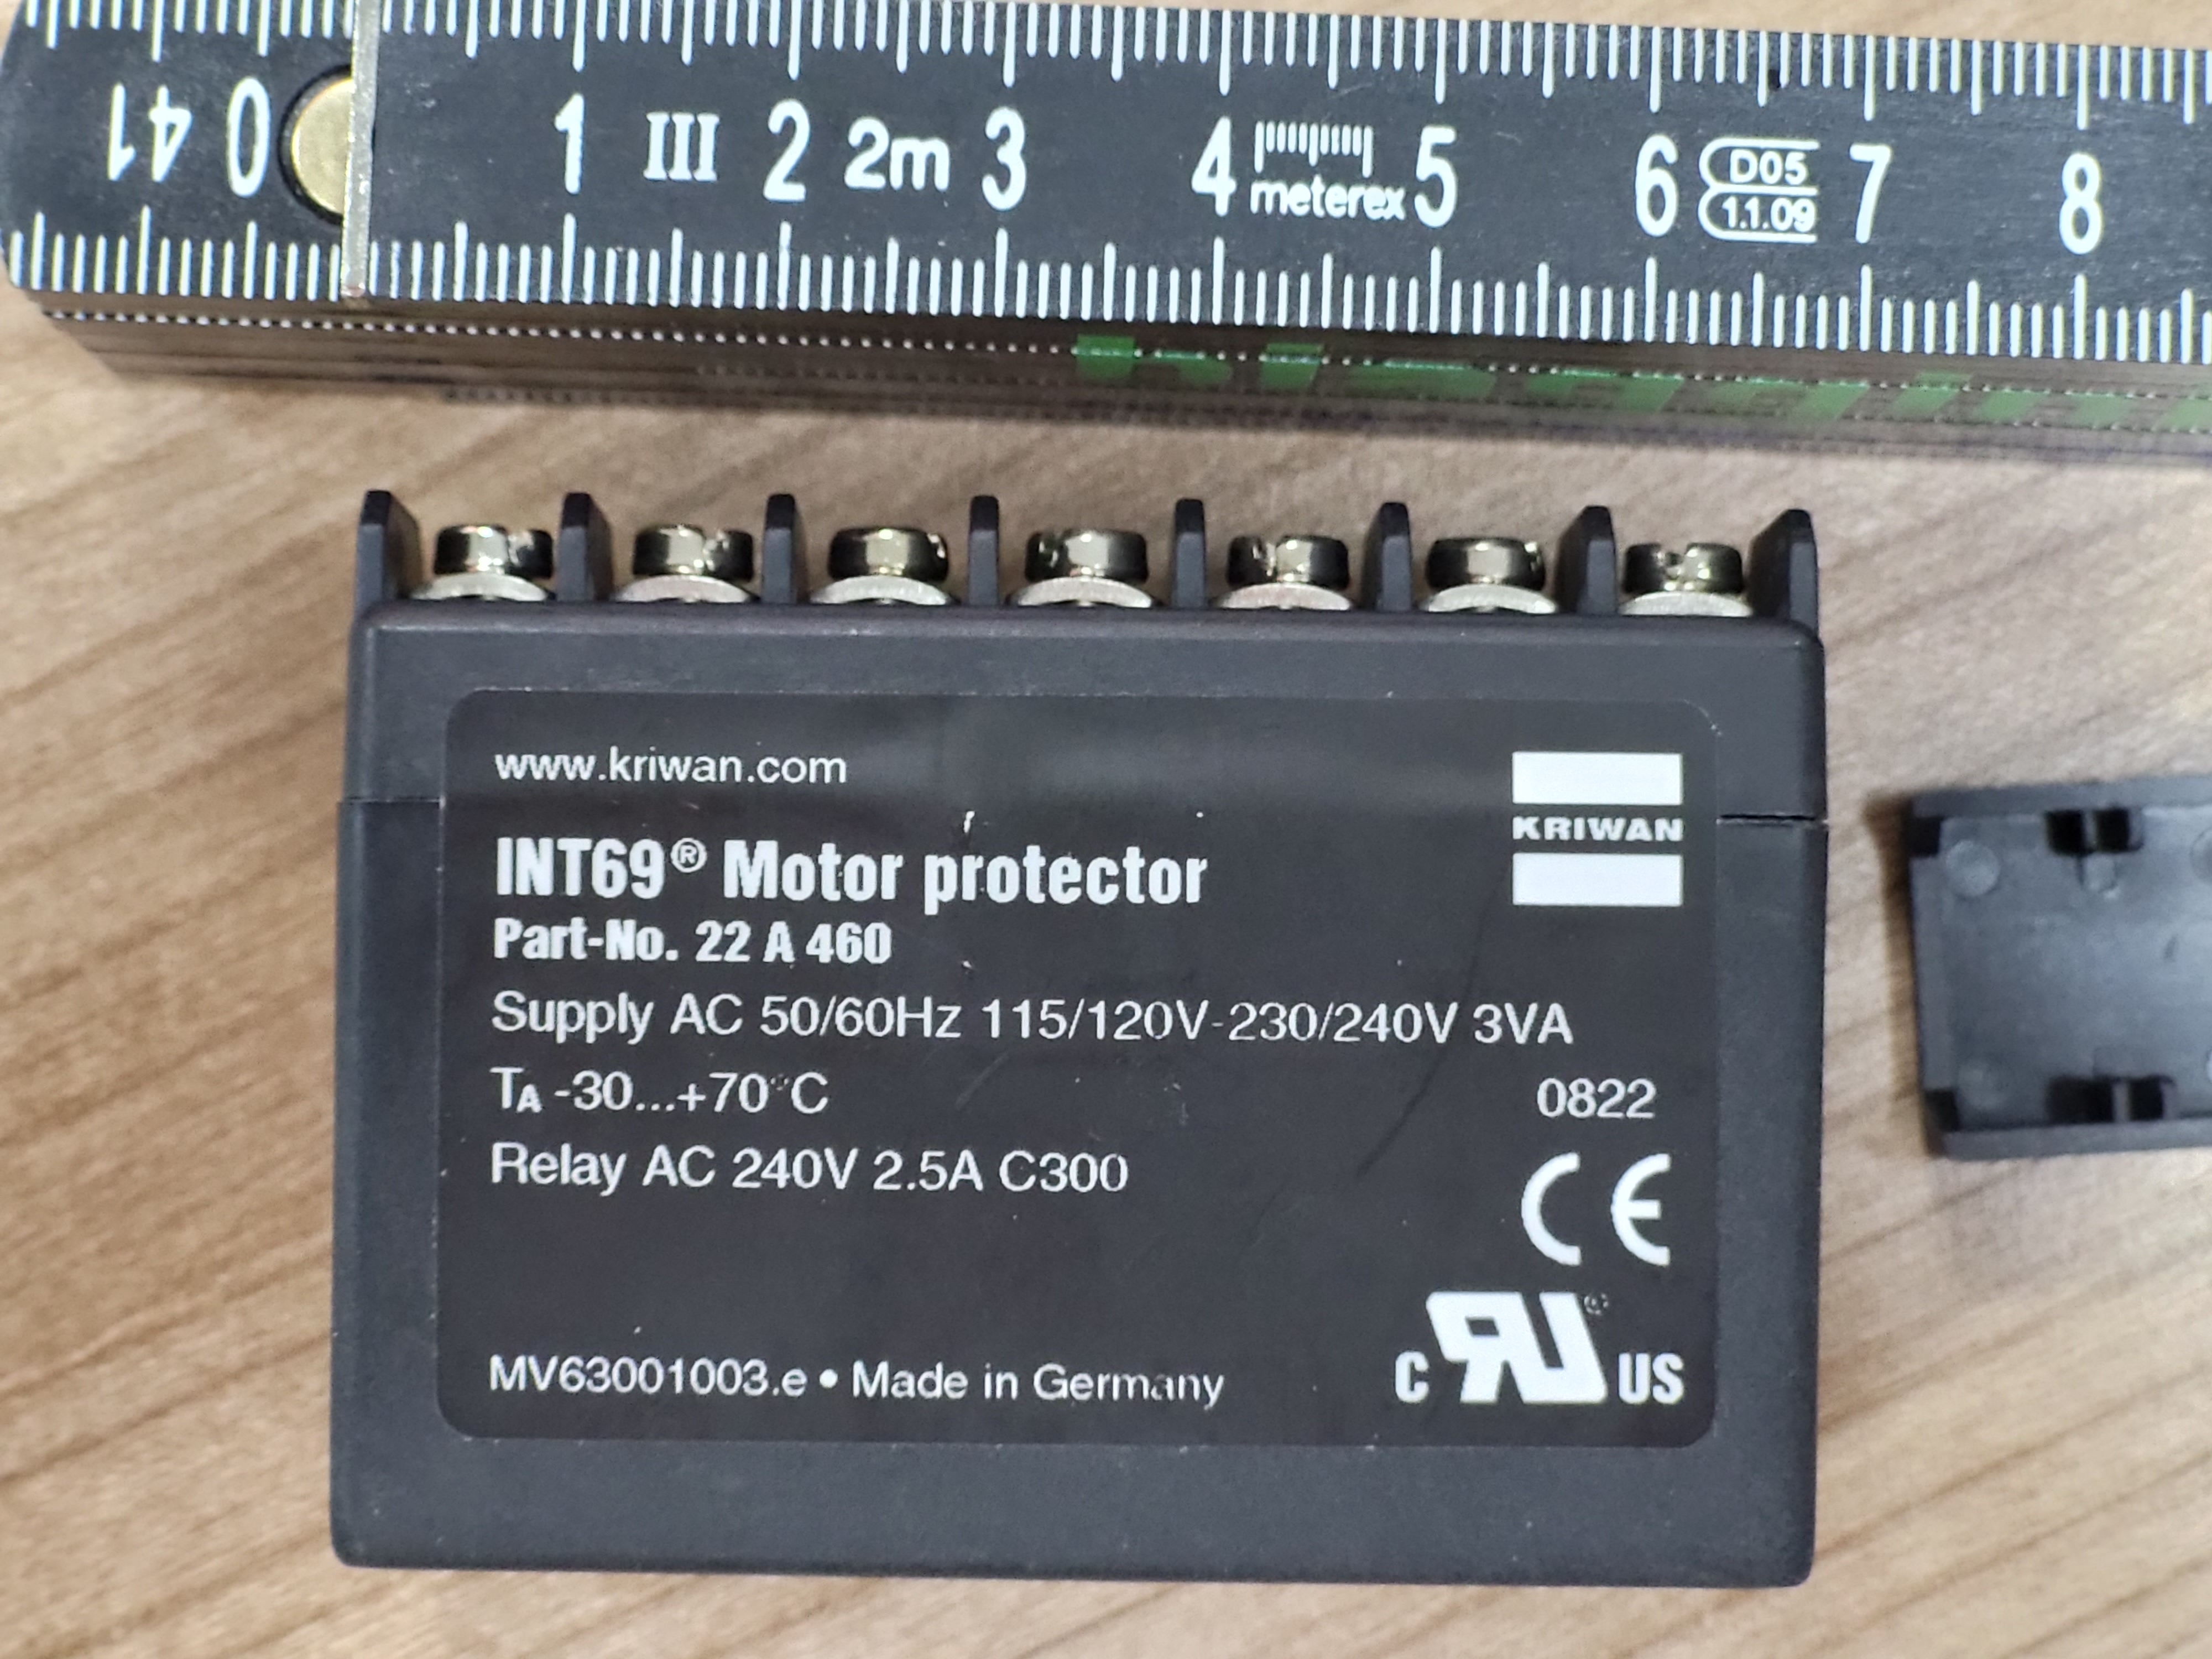 041
1 III 2 2m 3 4 meterex 5 6 D05 1.1.09 7 8
www.kriwan.com
KRIWAN
INT69® Motor protector
Part-No. 22 A 460
Supply AC 50/60Hz 115/120V-230/240V 3VA
TA -30...+70°C
0822
Relay AC 240V 2.5A C300
CE
MV63001003.e • Made in Germany
c RU ® US